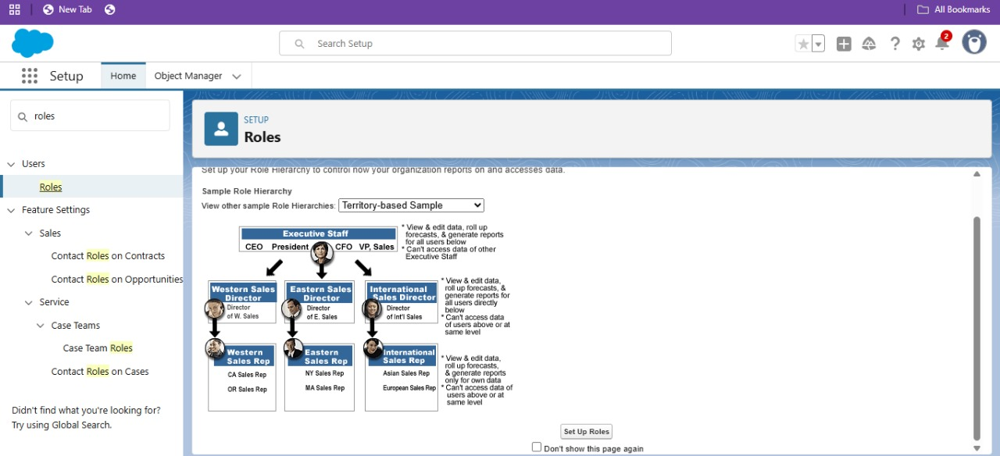 New Tab
All Bookmarks
Search Setup
2
Setup
Home
Object Manager
roles
Users
Roles
Feature Settings
Sales
Contact Roles on Contracts
Contact Roles on Opportunities
Service
Case Teams
Case Team Roles
Contact Roles on Cases
Didn't find what you're looking for?
Try using Global Search.
SETUP
Roles
Set up your Role Hierarchy to control how your organization reports on and accesses data.
Sample Role Hierarchy
View other sample Role Hierarchies: Territory-based Sample
Executive Staff
CEO President CFO VP, Sales
* View & edit data, roll up
forecasts, & generate reports
for all users below
* Can't access data of other
Executive Staff
Western Sales
Director
Director
of W. Sales
Eastern Sales
Director
Director
of E. Sales
International
Sales Director
Director
of Int'l Sales
* View & edit data,
roll up forecasts, &
generate reports for
all users directly
below
* Can't access data
of users above or at
same level
Western
Sales Rep
CA Sales Rep
OR Sales Rep
Eastern
Sales Rep
NY Sales Rep
MA Sales Rep
International
Sales Rep
Asian Sales Rep
European Sales Rep
* View & edit data,
roll up forecasts,
& generate reports
only for own data
* Can't access data of
users above or at
same level
Set Up Roles
Don't show this page again